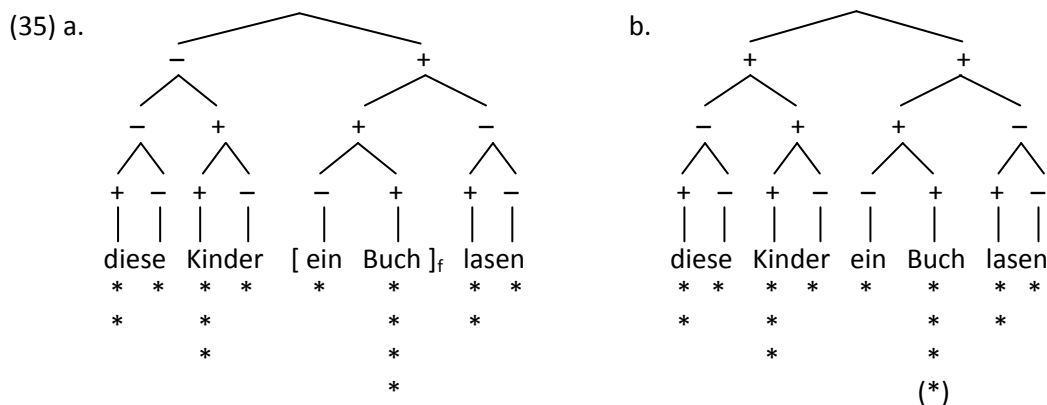 (35) a. b.
– + + +
– + + – – + + –
+ – + – – + + – + – + – – + + –
diese Kinder [ ein Buch ]f lasen diese Kinder ein Buch lasen
* * * * * * * * * * * * * * * *
* * * * * * * *
* * * *
* (*)